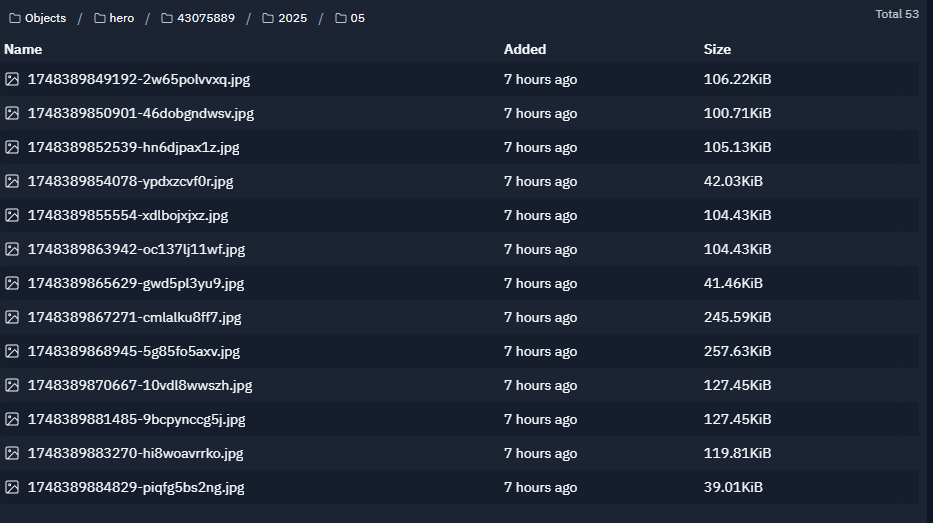 Objects / hero / 43075889 / 2025 / 05 Total 53
Name Added Size
1748389849192-2w65polvvxq.jpg 7 hours ago 106.22KiB
1748389850901-46dobgndwsv.jpg 7 hours ago 100.71KiB
1748389852539-hn6djpax1z.jpg 7 hours ago 105.13KiB
1748389854078-ypdxzcvf0r.jpg 7 hours ago 42.03KiB
1748389855554-xdlbojxjxz.jpg 7 hours ago 104.43KiB
1748389863942-oc137lj11wf.jpg 7 hours ago 104.43KiB
1748389865629-gwd5pl3yu9.jpg 7 hours ago 41.46KiB
1748389867271-cmlalku8ff7.jpg 7 hours ago 245.59KiB
1748389868945-5g85fo5axv.jpg 7 hours ago 257.63KiB
1748389870667-10vdl8wwszh.jpg 7 hours ago 127.45KiB
1748389881485-9bcpynccg5j.jpg 7 hours ago 127.45KiB
1748389883270-hi8woavrrko.jpg 7 hours ago 119.81KiB
1748389884829-piqfg5bs2ng.jpg 7 hours ago 39.01KiB